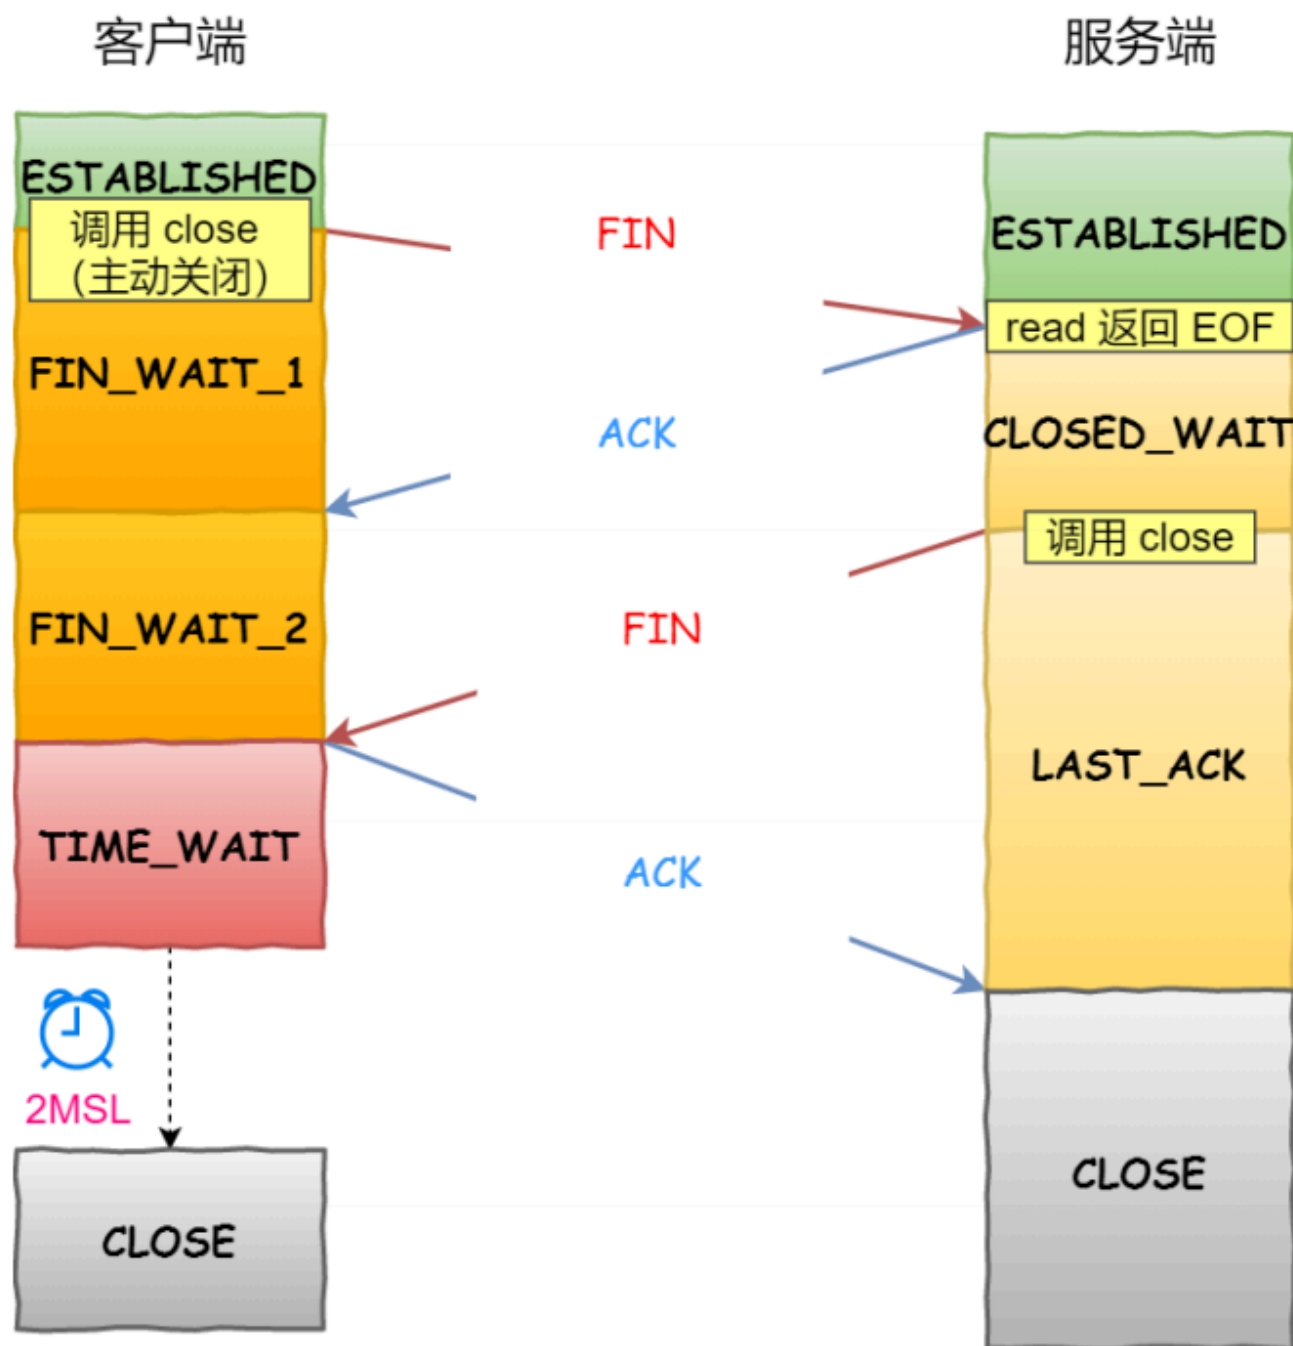 客户端
服务端
ESTABLISHED
调用 close
（主动关闭）
FIN
ESTABLISHED
read 返回 EOF
FIN_WAIT_1
ACK
CLOSED_WAIT
调用 close
FIN_WAIT_2
FIN
LAST_ACK
TIME_WAIT
ACK
2MSL
CLOSE
CLOSE